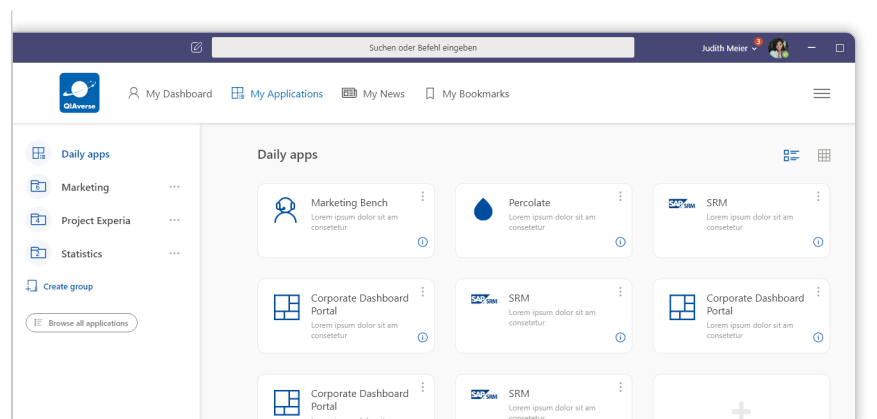 Suchen oder Befehl eingeben
Judith Meier
3
QIAverse
My Dashboard
My Applications
My News
My Bookmarks
Daily apps
6
Marketing
4
Project Experia
2
Statistics
Create group
Browse all applications
Daily apps
Marketing Bench
Lorem ipsum dolor sit am
consetetur
Percolate
Lorem ipsum dolor sit am
consetetur
SAP SRM
SRM
Lorem ipsum dolor sit am
consetetur
Corporate Dashboard
Portal
Lorem ipsum dolor sit am
consetetur
SAP SRM
SRM
Lorem ipsum dolor sit am
consetetur
Corporate Dashboard
Portal
Lorem ipsum dolor sit am
consetetur
Corporate Dashboard
Portal
SAP SRM
SRM
Lorem ipsum dolor sit am
consetetur